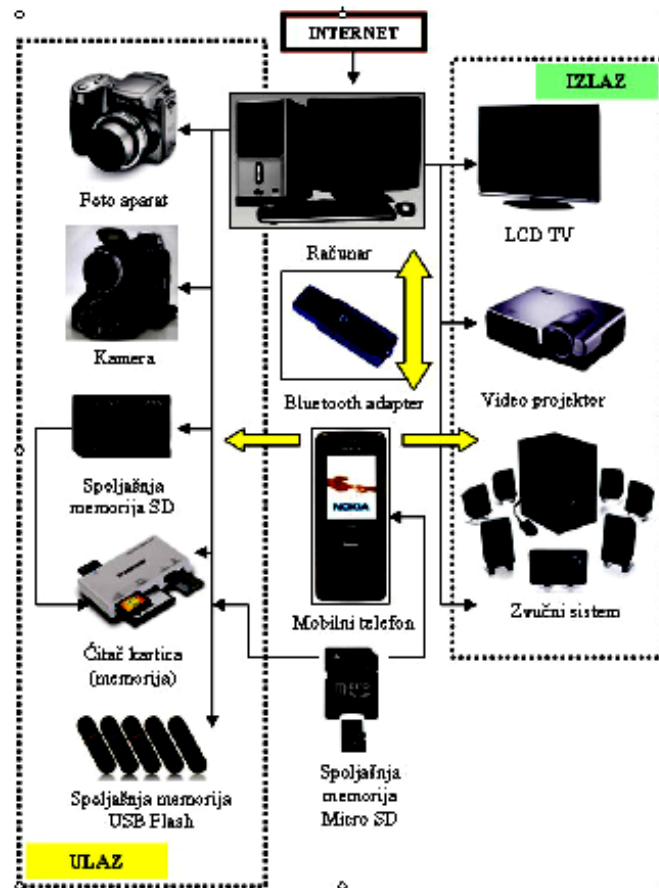 INTERNET
IZLAZ
Foto aparat
Računar
LCD TV
Kamera
Bluetooth adapter
Video projektor
Spoljašnja
memorija SD
NOKIA
Mobilni telefon
Zvučni sistem
Čitač kartica
(memorija)
micro
Spoljašnja memorija
USB Flash
Spoljašnja
memorija
Micro SD
ULAZ